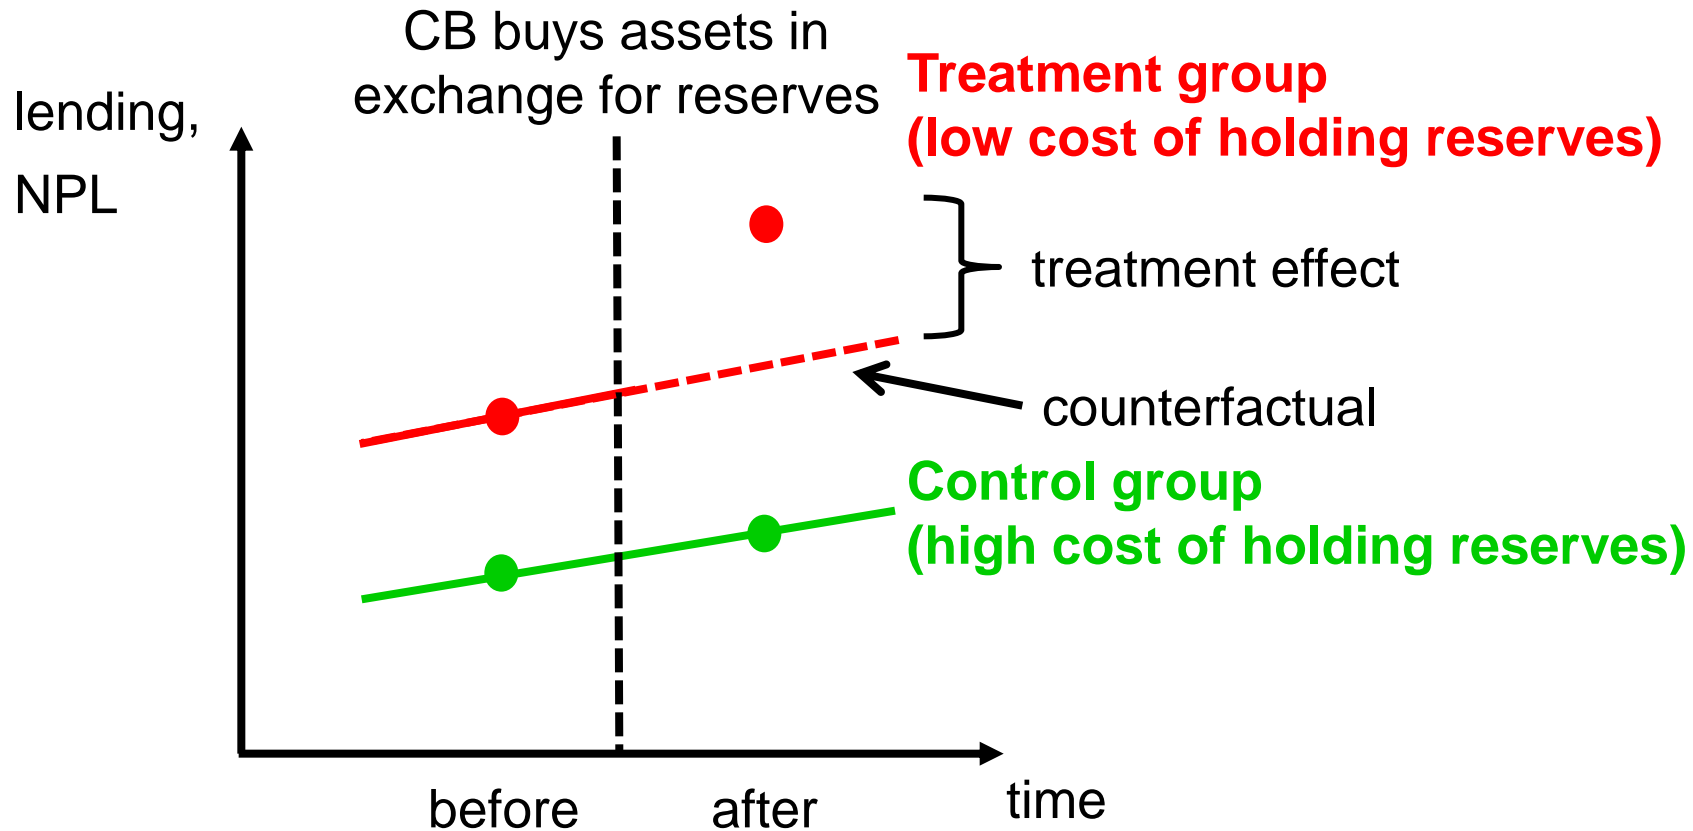 CB buys assets in
exchange for reserves
lending,
NPL
Treatment group
(low cost of holding reserves)
treatment effect
counterfactual
Control group
(high cost of holding reserves)
before
after
time